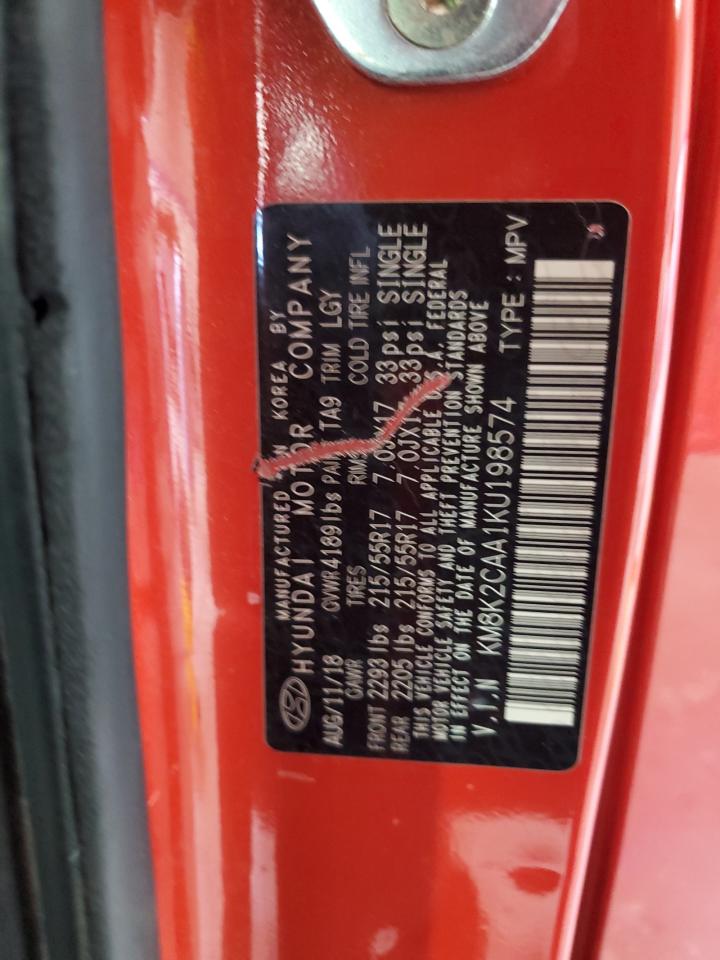 MANUFACTURED IN KOREA BY
HYUNDAI MOTOR COMPANY
AUG/11/18 GVWR 4189 lbs PAINT TA9 TRIM LGY
GAWR TIRES RIMS COLD TIRE INFL
FRONT 2293 lbs 215/55R17 7.0JX17 33psi SINGLE
REAR 2205 lbs 215/55R17 7.0JX17 33psi SINGLE
THIS VEHICLE CONFORMS TO ALL APPLICABLE U.S.A. FEDERAL
MOTOR VEHICLE SAFETY AND THEFT PREVENTION STANDARDS
IN EFFECT ON THE DATE OF MANUFACTURE SHOWN ABOVE
V.I.N KM8K2CAA1KU198574 TYPE : MPV